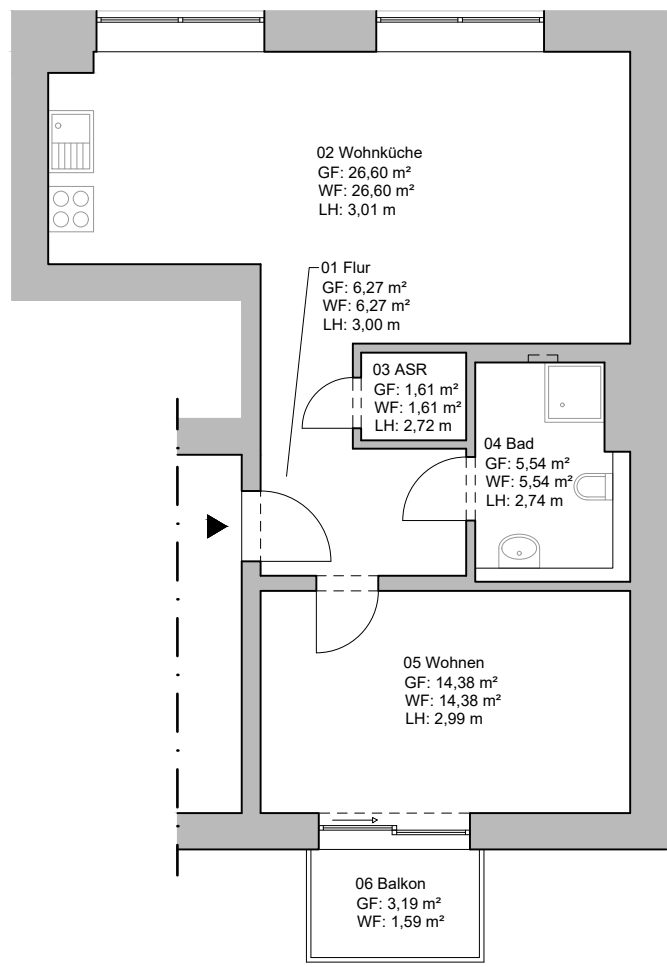 02 Wohnküche
GF: 26,60 m²
WF: 26,60 m²
LH: 3,01 m
01 Flur
GF: 6,27 m²
WF: 6,27 m²
LH: 3,00 m
03 ASR
GF: 1,61 m²
WF: 1,61 m²
LH: 2,72 m
04 Bad
GF: 5,54 m²
WF: 5,54 m²
LH: 2,74 m
05 Wohnen
GF: 14,38 m²
WF: 14,38 m²
LH: 2,99 m
06 Balkon
GF: 3,19 m²
WF: 1,59 m²